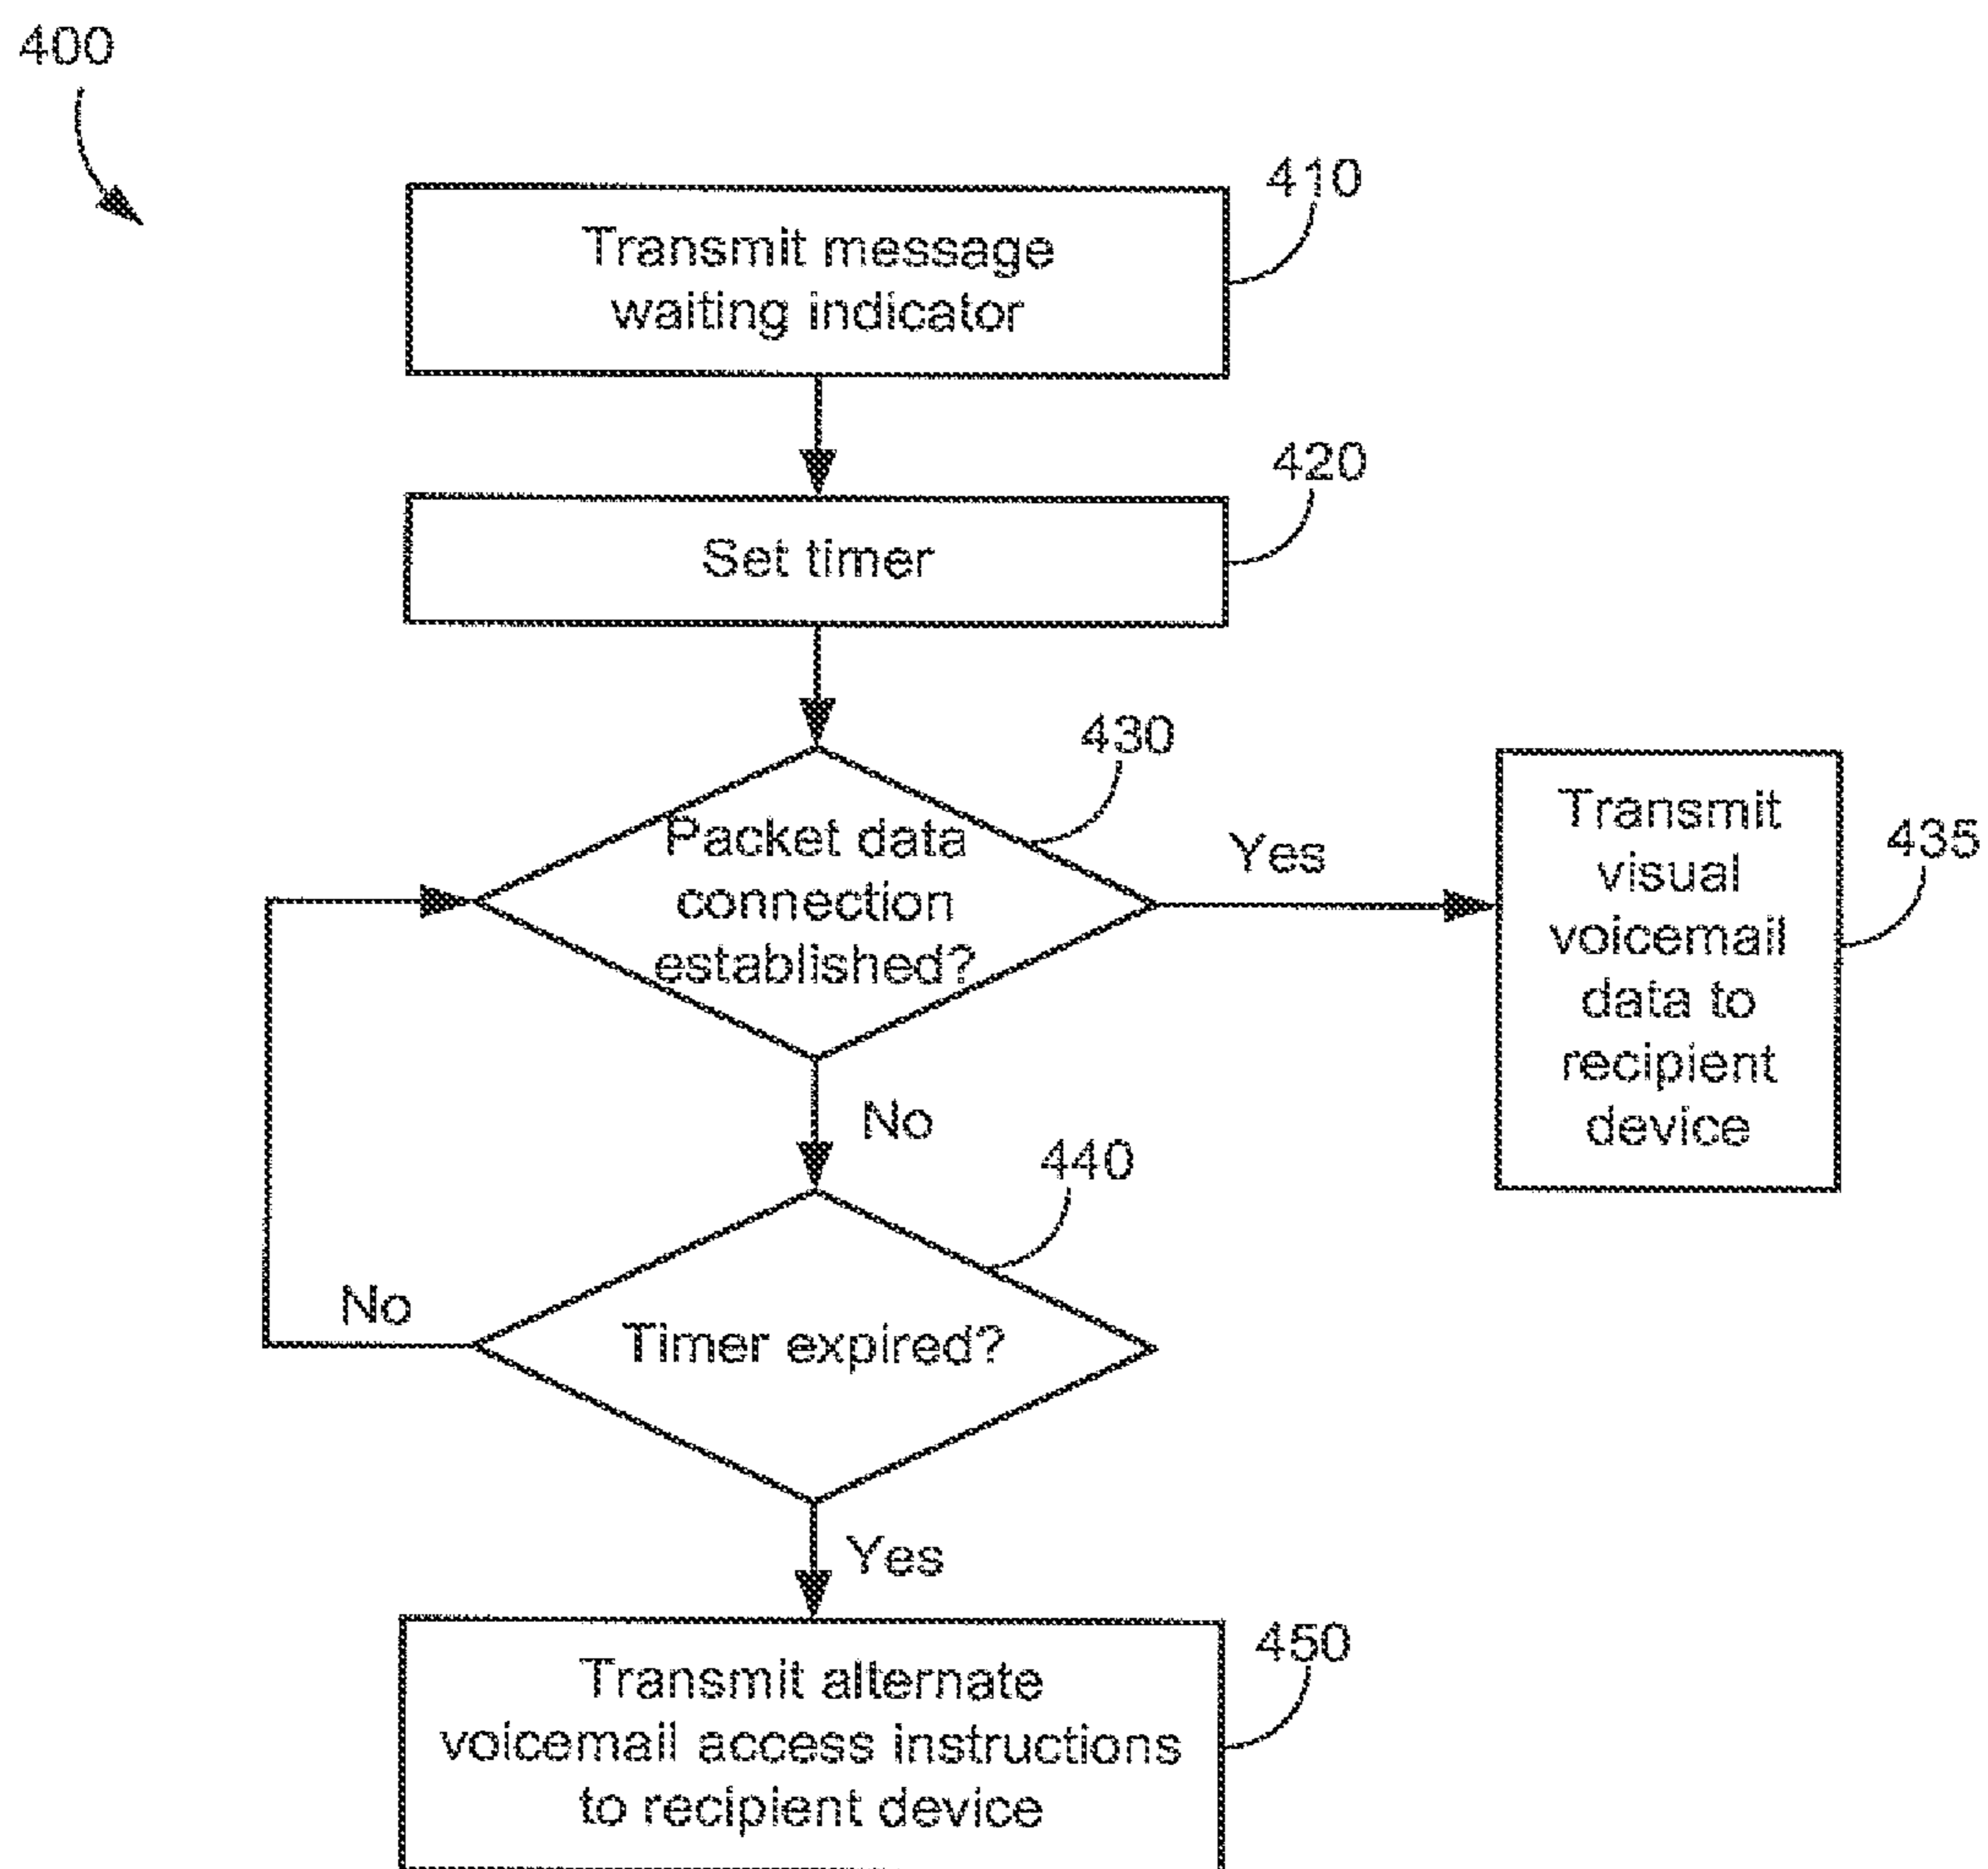 400
410
Transmit message
waiting indicator
420
Set timer
430
Packet data
connection
established?
Yes
435
Transmit
visual
voicemail
data to
recipient
device
No
440
Timer expired?
No
Yes
450
Transmit alternate
voicemail access instructions
to recipient device